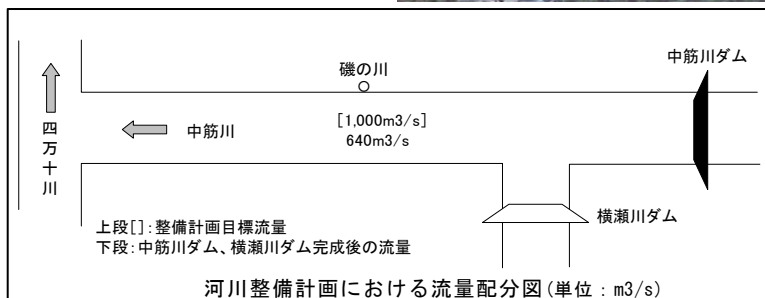 中筋川ダム
磯の川
[1,000m3/s]
640m3/s
中筋川
四万十川
横瀬川ダム
上段[]:整備計画目標流量
下段:中筋川ダム、横瀬川ダム完成後の流量
河川整備計画における流量配分図(単位：m3/s)